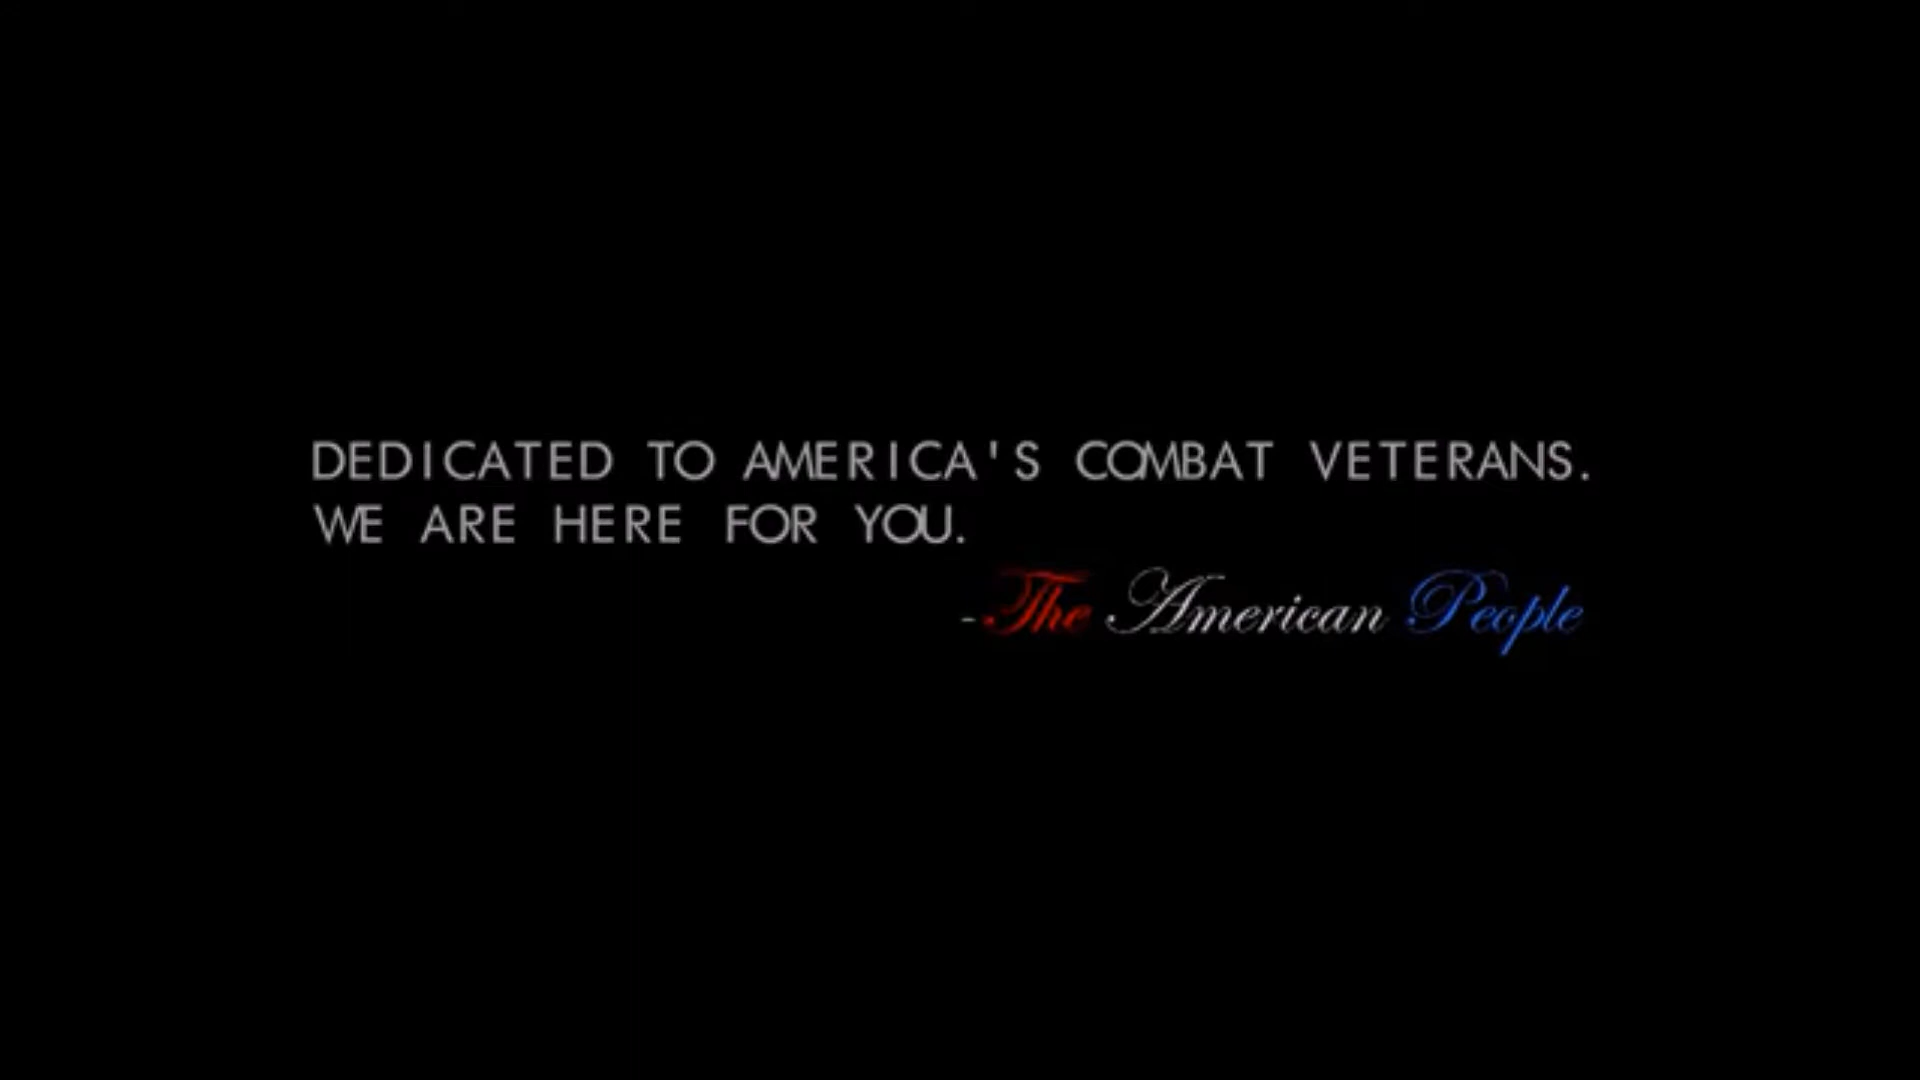 DEDICATED TO AMERICA'S COMBAT VETERANS.
WE ARE HERE FOR YOU.
-The American People